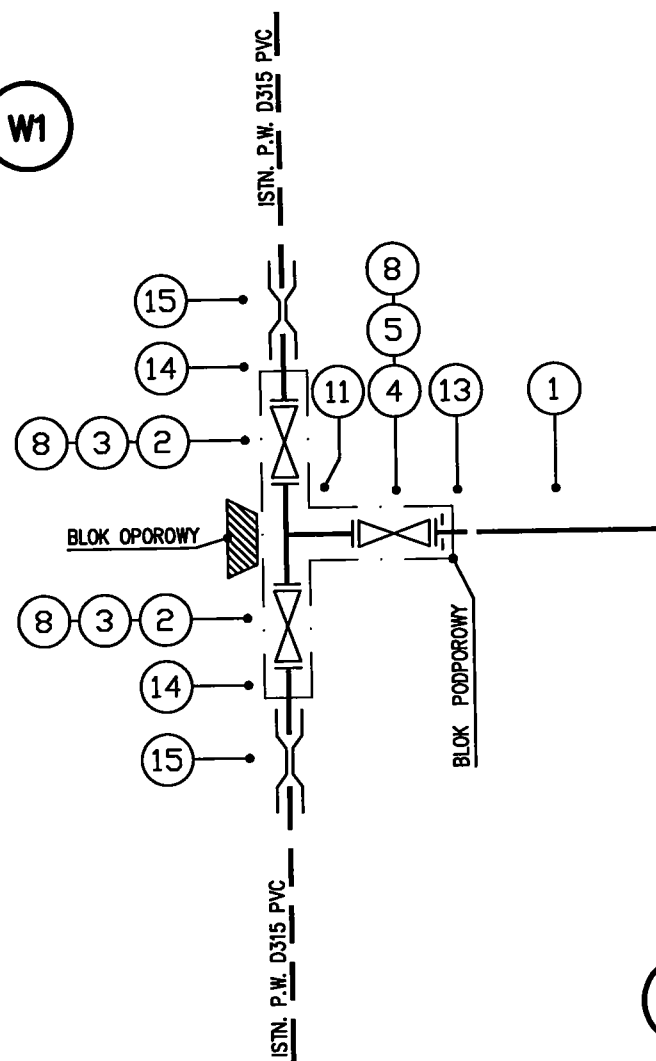 W1
ISTN. P.W. D315 PVC
15
8
5
14
11
4
13
1
8 3 2
BLOK OPOROWY
8 3 2
14
BLOK PODPOROWY
15
ISTN. P.W. D315 PVC